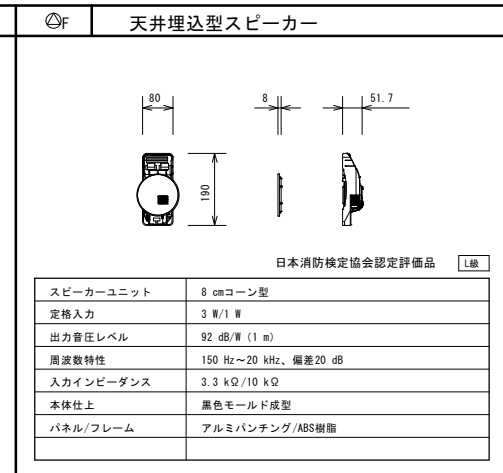 F 天井埋込型スピーカー
80 8 51.7
190
日本消防検定協会認定評価品 L級
スピーカーユニット 8 cmコーン型
定格入力 3 W/1 W
出力音圧レベル 92 dB/W (1 m)
周波数特性 150 Hz～20 kHz、偏差20 dB
入力インピーダンス 3.3 kΩ/10 kΩ
本体仕上 黒色モールド成型
パネル/フレーム アルミパンチング/ABS樹脂